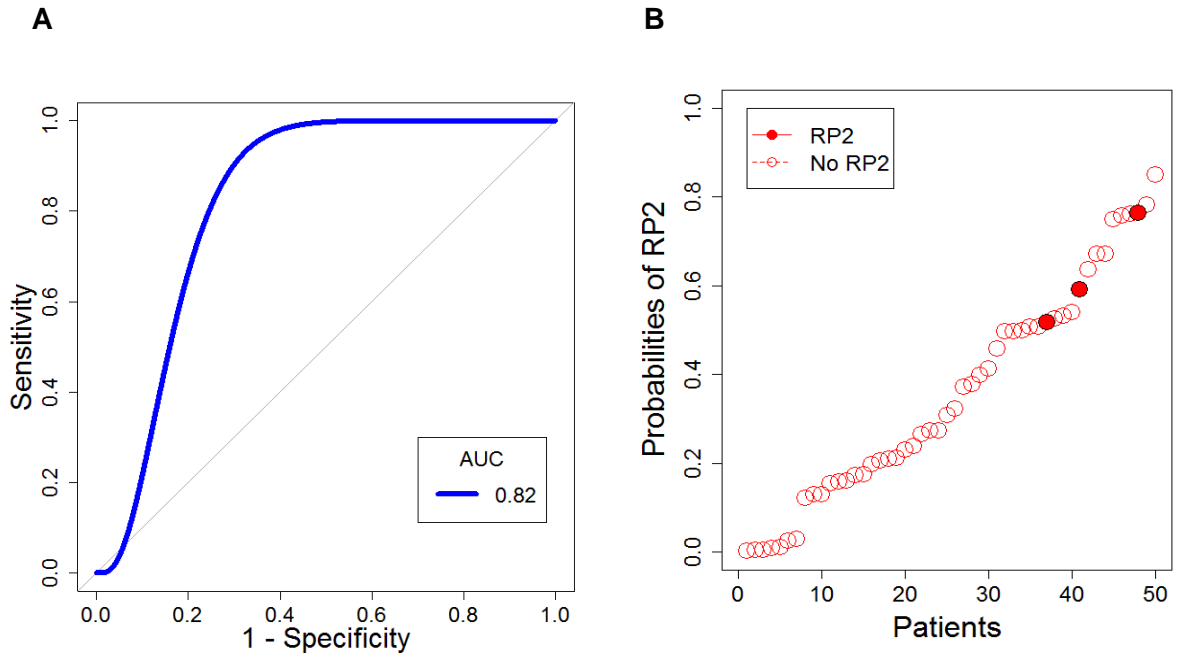 A
Sensitivity
1.0
0.8
0.6
0.4
0.2
0.0
AUC
0.82
0.0 0.2 0.4 0.6 0.8 1.0
1 - Specificity
B
Probabilities of RP2
1.0
0.8
0.6
0.4
0.2
0.0
RP2
No RP2
0 10 20 30 40 50
Patients